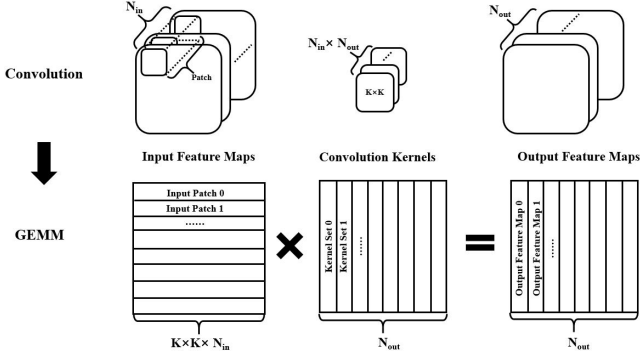 N_in
N_out
N_in × N_out
Patch
K×K
Convolution
Input Feature Maps
Convolution Kernels
Output Feature Maps
GEMM
Input Patch 0
Input Patch 1
......
Kernel Set 0
Kernel Set 1
......
Output Feature Map 0
Output Feature Map 1
......
×
=
K×K× N_in
N_out
N_out